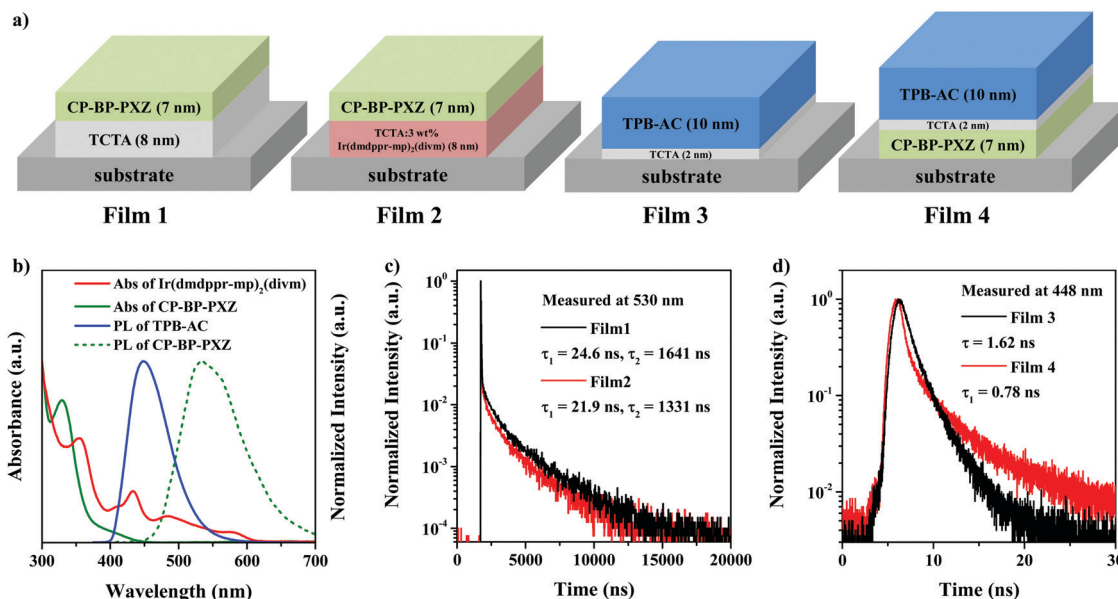 a)
CP-BP-PXZ (7 nm)
TCTA (8 nm)
substrate
Film 1
CP-BP-PXZ (7 nm)
TCTA:3 wt%
Ir(dmdppr-mp)₂(divm) (8 nm)
substrate
Film 2
TPB-AC (10 nm)
TCTA (2 nm)
substrate
Film 3
TPB-AC (10 nm)
TCTA (2 nm)
CP-BP-PXZ (7 nm)
substrate
Film 4
b)
Abs of Ir(dmdppr-mp)₂(divm)
Abs of CP-BP-PXZ
PL of TPB-AC
PL of CP-BP-PXZ
Absorbance (a.u.)
Normalized Intensity (a.u.)
300 400 500 600 700
Wavelength (nm)
c)
Measured at 530 nm
Film1
τ₁ = 24.6 ns, τ₂ = 1641 ns
Film2
τ₁ = 21.9 ns, τ₂ = 1331 ns
Normalized Intensity (a.u.)
10⁰
10⁻¹
10⁻²
10⁻³
10⁻⁴
0 5000 10000 15000 20000
Time (ns)
d)
Measured at 448 nm
Film 3
τ = 1.62 ns
Film 4
τ₁ = 0.78 ns
Normalized Intensity (a.u.)
10⁰
10⁻¹
10⁻²
0 10 20 30
Time (ns)